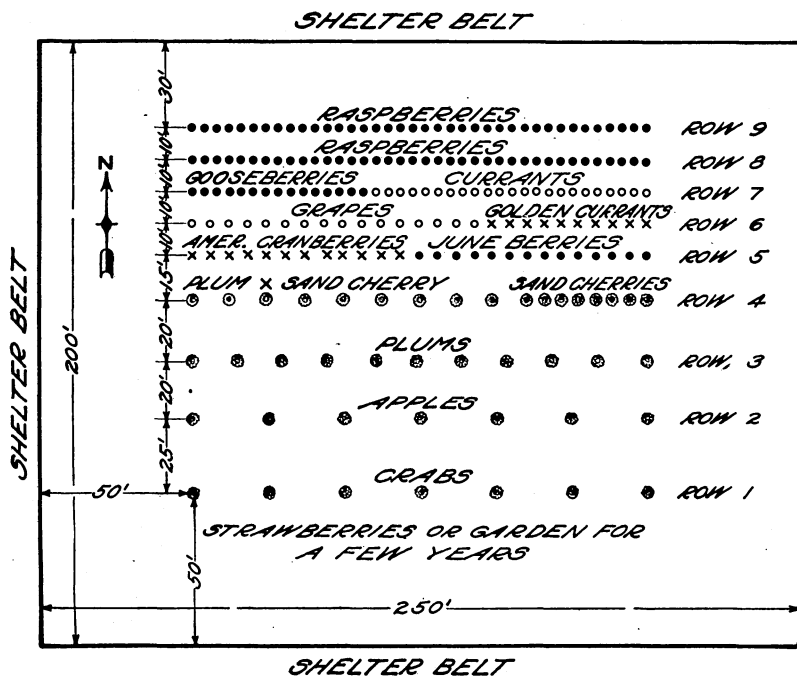 SHELTER BELT
30'
RASPBERRIES
ROW 9
10'
RASPBERRIES
ROW 8
10'
GOOSEBERRIES CURRANTS
ROW 7
10'
GRAPES GOLDEN CURRANTS
ROW 6
10'
AMER. CRANBERRIES JUNE BERRIES
ROW 5
15'
PLUM X SAND CHERRY SAND CHERRIES
ROW 4
20'
PLUMS
ROW, 3
20'
APPLES
ROW 2
25'
CRABS
ROW 1
N
SHELTER BELT
200'
50'
STRAWBERRIES OR GARDEN FOR
A FEW YEARS
50'
250'
SHELTER BELT